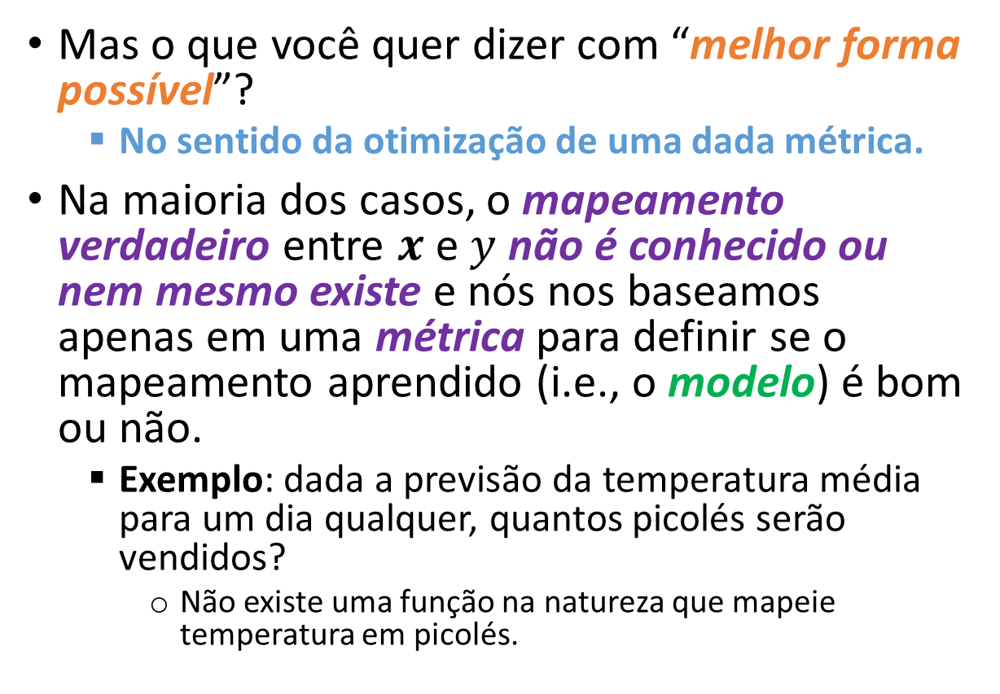 • Mas o que você quer dizer com “melhor forma
possível”?
▪ No sentido da otimização de uma dada métrica.
• Na maioria dos casos, o mapeamento
verdadeiro entre x e y não é conhecido ou
nem mesmo existe e nós nos baseamos
apenas em uma métrica para definir se o
mapeamento aprendido (i.e., o modelo) é bom
ou não.
▪ Exemplo: dada a previsão da temperatura média
para um dia qualquer, quantos picolés serão
vendidos?
o Não existe uma função na natureza que mapeie
temperatura em picolés.